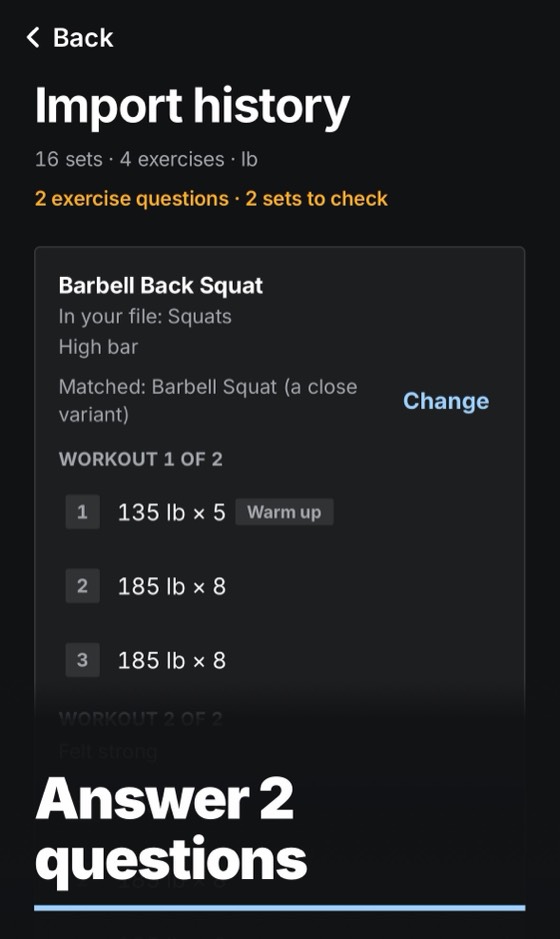 Back
Import history
16 sets · 4 exercises · lb
2 exercise questions · 2 sets to check
Barbell Back Squat
In your file: Squats
High bar
Matched: Barbell Squat (a close
variant)
Change
WORKOUT 1 OF 2
1 135 lb × 5 Warm up
2 185 lb × 8
3 185 lb × 8
WORKOUT 2 OF 2
Felt strong
Answer 2
questions